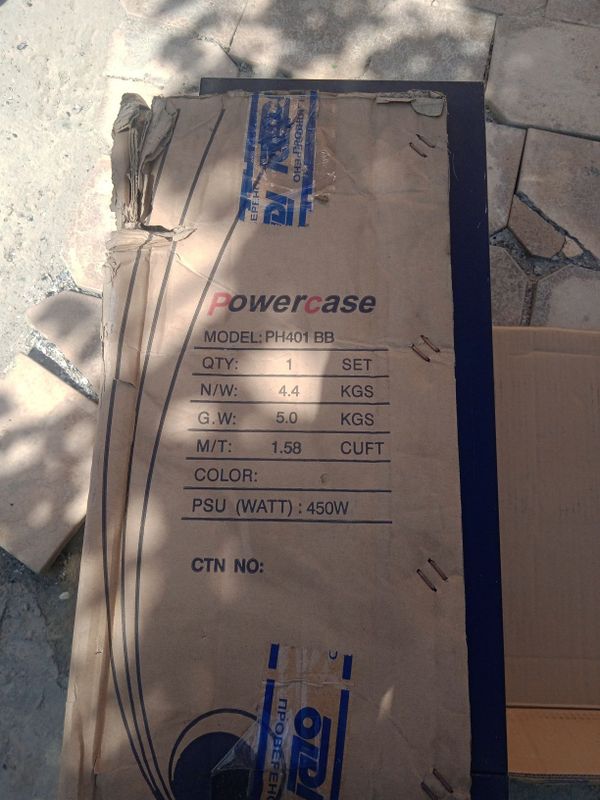 Powercase
MODEL: PH401 BB
QTY: 1 SET
N/W: 4.4 KGS
G.W: 5.0 KGS
M/T: 1.58 CUFT
COLOR:
PSU (WATT) : 450W
CTN NO:
ПРОВЕРЕНО